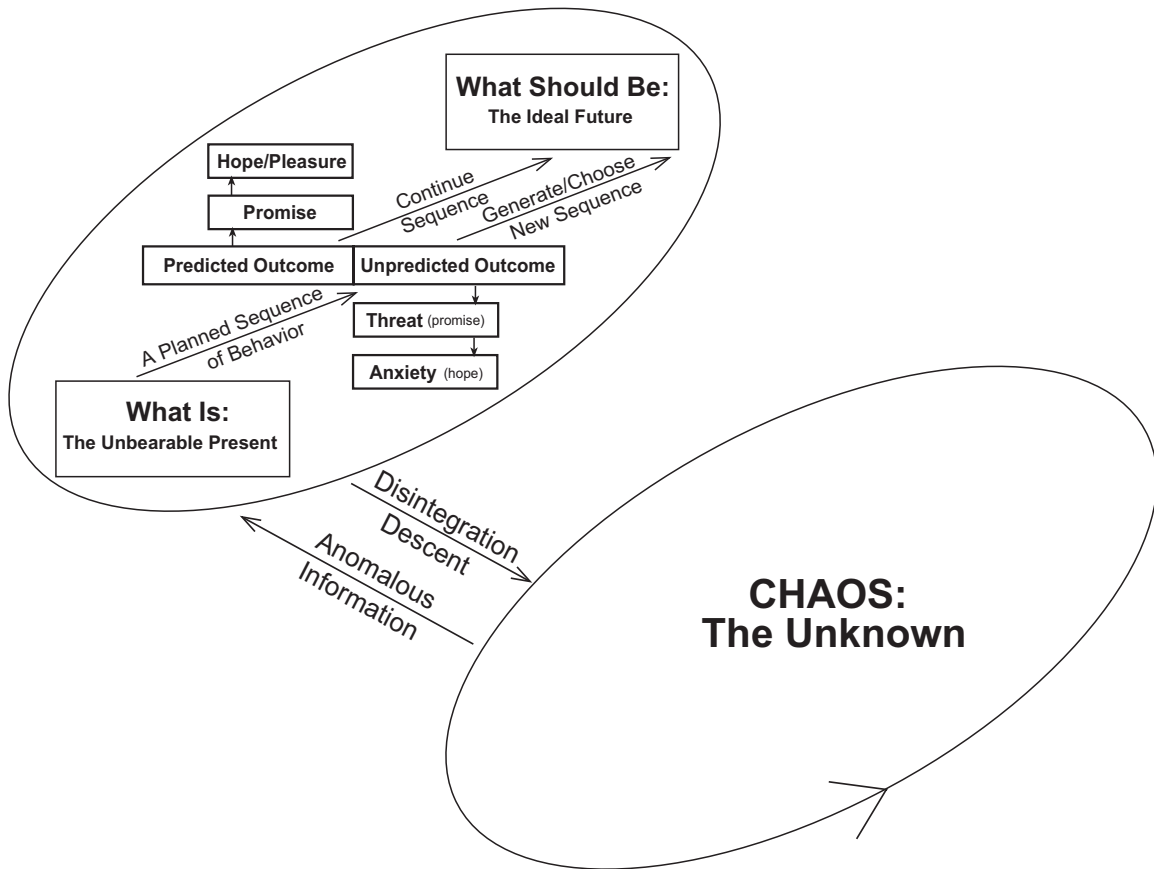 What Should Be:
The Ideal Future
Hope/Pleasure
Promise
Continue
Sequence
Generate/Choose
New Sequence
Predicted Outcome
Unpredicted Outcome
A Planned Sequence
of Behavior
Threat (promise)
Anxiety (hope)
What Is:
The Unbearable Present
Disintegration
Descent
Anomalous
Information
CHAOS:
The Unknown